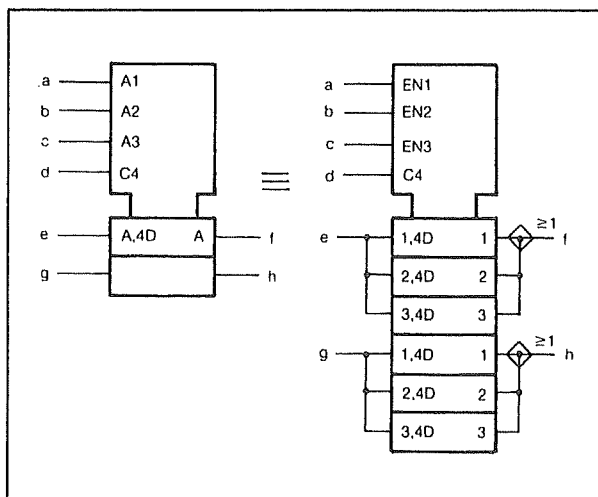 a A1
b A2
c A3
d C4
e A,4D A f
g h
a EN1
b EN2
c EN3
d C4
e 1,4D 1 ≥1 f
2,4D 2
3,4D 3
g 1,4D 1 ≥1 h
2,4D 2
3,4D 3